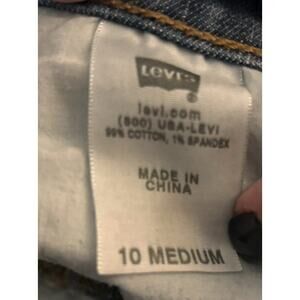 Levi's
levi.com
(800) USA-LEVI
99% COTTON, 1% SPANDEX
MADE IN
CHINA
10 MEDIUM